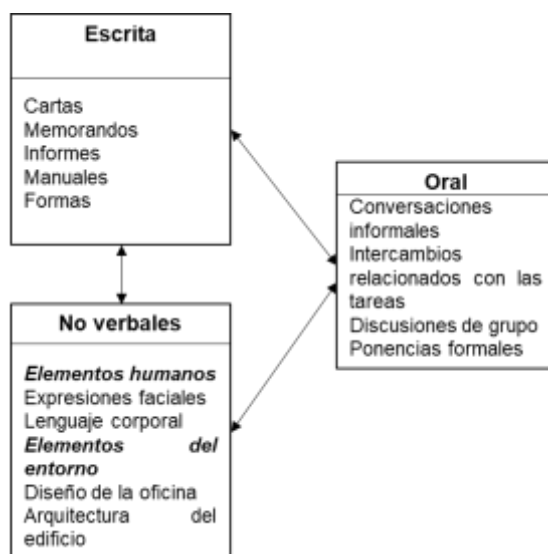 Escrita
Cartas
Memorandos
Informes
Manuales
Formas
Oral
Conversaciones
informales
Intercambios
relacionados con las
tareas
Discusiones de grupo
Ponencias formales
No verbales
Elementos humanos
Expresiones faciales
Lenguaje corporal
Elementos del
entorno
Diseño de la oficina
Arquitectura del
edificio